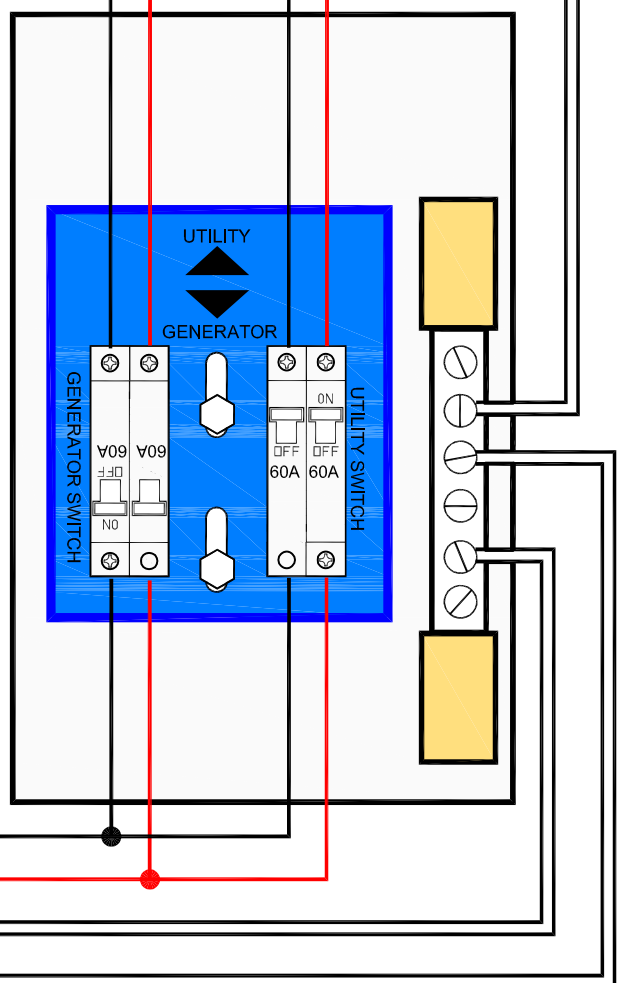 UTILITY
GENERATOR
GENERATOR SWITCH
60A 60A
OFF
ON
ON
OFF OFF
60A 60A
UTILITY SWITCH